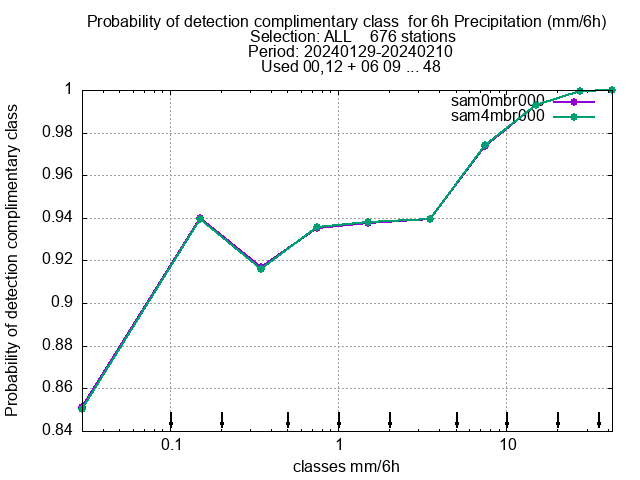 Probability of detection complimentary class  for 6h Precipitation (mm/6h)
Selection: ALL    676 stations
Period: 20240129-20240210
Used 00,12 + 06 09 ... 48
sam0mbr000
sam4mbr000
Probability of detection complimentary class
1
0.98
0.96
0.94
0.92
0.9
0.88
0.86
0.84
0.1
1
10
classes mm/6h